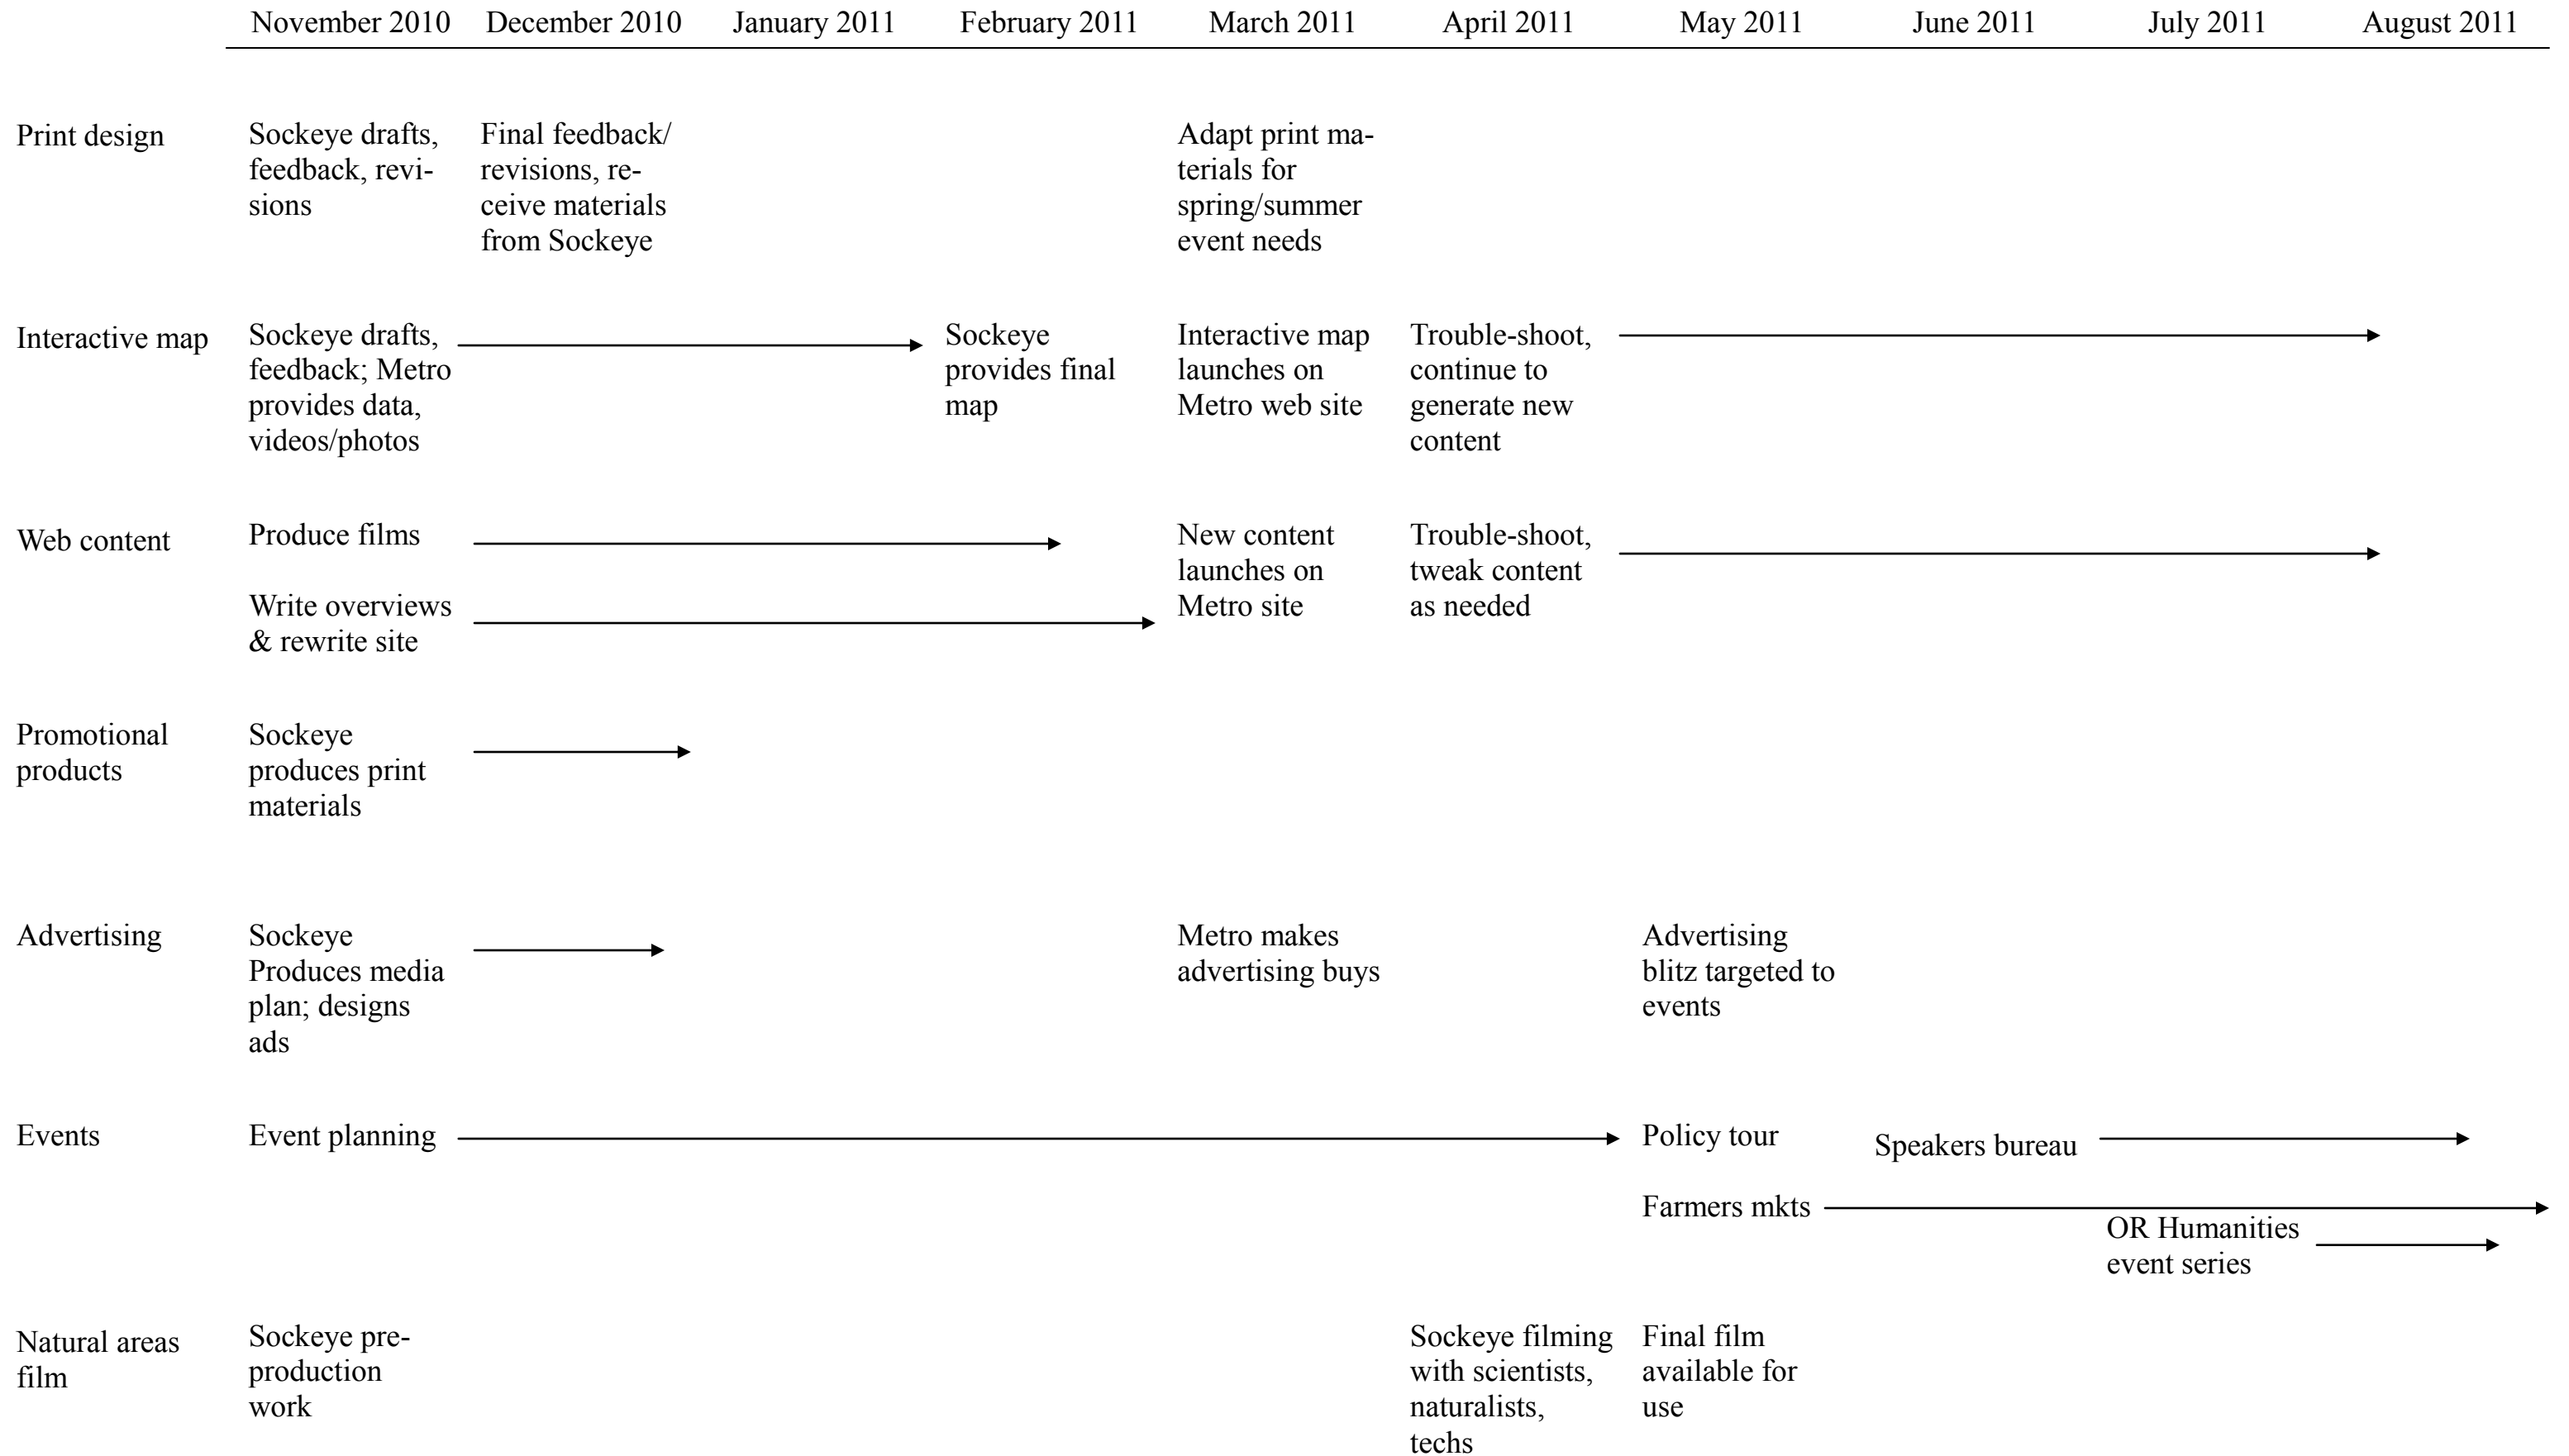 November 2010 December 2010 January 2011 February 2011 March 2011 April 2011 May 2011 June 2011 July 2011 August 2011
Print design
Sockeye drafts,
feedback, revi-
sions
Final feedback/
revisions, re-
ceive materials
from Sockeye
Adapt print ma-
terials for
spring/summer
event needs
Interactive map
Sockeye drafts,
feedback; Metro
provides data,
videos/photos
Sockeye
provides final
map
Interactive map
launches on
Metro web site
Trouble-shoot,
continue to
generate new
content
Web content
Produce films
Write overviews
& rewrite site
New content
launches on
Metro site
Trouble-shoot,
tweak content
as needed
Promotional
products
Sockeye
produces print
materials
Advertising
Sockeye
Produces media
plan; designs
ads
Metro makes
advertising buys
Advertising
blitz targeted to
events
Events
Event planning
Policy tour
Speakers bureau
Farmers mkts
OR Humanities
event series
Natural areas
film
Sockeye pre-
production
work
Sockeye filming
with scientists,
naturalists,
techs
Final film
available for
use